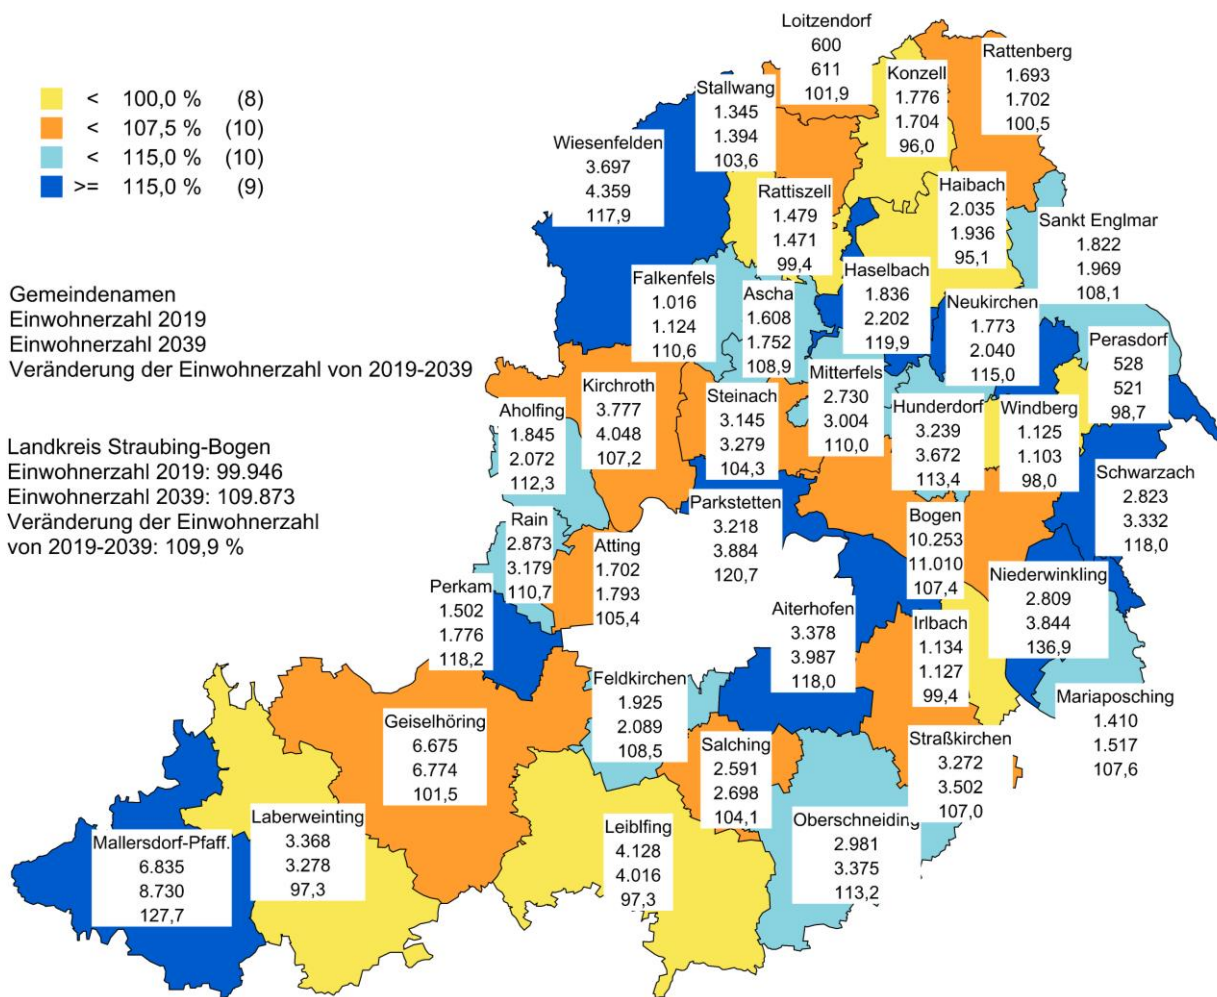 < 100,0 % (8)
< 107,5 % (10)
< 115,0 % (10)
>= 115,0 % (9)
Gemeindenamen
Einwohnerzahl 2019
Einwohnerzahl 2039
Veränderung der Einwohnerzahl von 2019-2039
Landkreis Straubing-Bogen
Einwohnerzahl 2019: 99.946
Einwohnerzahl 2039: 109.873
Veränderung der Einwohnerzahl
von 2019-2039: 109,9 %
Loitzendorf
600
611
101,9
Rattenberg
1.693
1.702
100,5
Konzell
1.776
1.704
96,0
Stallwang
1.345
1.394
103,6
Wiesenfelden
3.697
4.359
117,9
Rattiszell
1.479
1.471
99,4
Haibach
2.035
1.936
95,1
Sankt Englmar
1.822
1.969
108,1
Falkenfels
1.016
1.124
110,6
Ascha
1.608
1.752
108,9
Haselbach
1.836
2.202
119,9
Neukirchen
1.773
2.040
115,0
Perasdorf
528
521
98,7
Kirchroth
3.777
4.048
107,2
Steinach
3.145
3.279
104,3
Mitterfels
2.730
3.004
110,0
Hunderdorf
3.239
3.672
113,4
Windberg
1.125
1.103
98,0
Aholfing
1.845
2.072
112,3
Schwarzach
2.823
3.332
118,0
Parkstetten
3.218
3.884
120,7
Rain
2.873
3.179
110,7
Atting
1.702
1.793
105,4
Bogen
10.253
11.010
107,4
Niederwinkling
2.809
3.844
136,9
Perkam
1.502
1.776
118,2
Aiterhofen
3.378
3.987
118,0
Irlbach
1.134
1.127
99,4
Feldkirchen
1.925
2.089
108,5
Mariaposching
1.410
1.517
107,6
Geiselhöring
6.675
6.774
101,5
Salching
2.591
2.698
104,1
Straßkirchen
3.272
3.502
107,0
Laberweinting
3.368
3.278
97,3
Leiblfing
4.128
4.016
97,3
Oberschneiding
2.981
3.375
113,2
Mallersdorf-Pfaff.
6.835
8.730
127,7